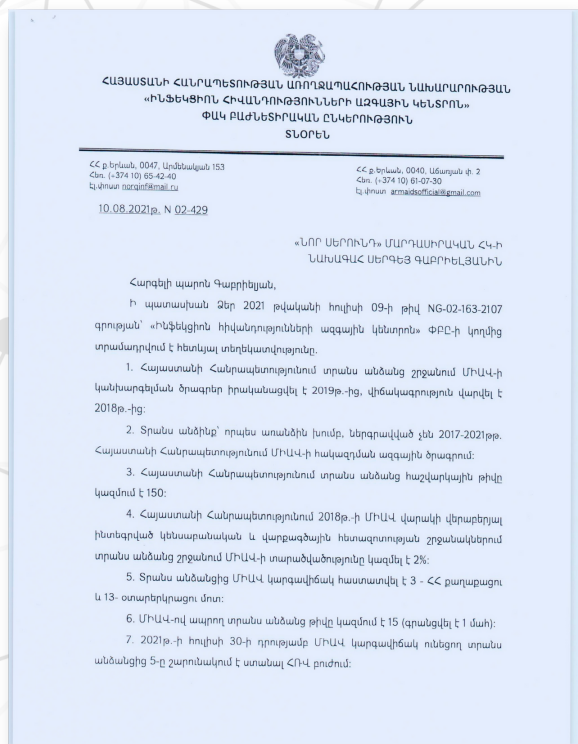 ՀԱՅԱՍՏԱՆԻ ՀԱՆՐԱՊԵՏՈՒԹՅԱՆ ԱՌՈՂՋԱՊԱՀՈՒԹՅԱՆ ՆԱԽԱՐԱՐՈՒԹՅԱՆ
«ԻՆՖԵԿՑԻՈՆ ՀԻՎԱՆԴՈՒԹՅՈՒՆՆԵՐԻ ԱԶԳԱՅԻՆ ԿԵՆՏՐՈՆ»
ՓԱԿ ԲԱԺՆԵՏԻՐԱԿԱՆ ԸՆԿԵՐՈՒԹՅՈՒՆ
ՏՆՕՐԵՆ
ՀՀ ք.Երևան, 0047, Արմենակյան 153
Հեռ. (+374 10) 65-42-40
Էլ.փոստ norqinf@mail.ru
ՀՀ ք.Երևան, 0040, Աճառյան փ. 2
Հեռ. (+374 10) 61-07-30
Էլ.փոստ armaidsofficial@gmail.com
10.08.2021թ. N 02-429
«ՆՈՐ ՍԵՐՈՒՆԴ» ՄԱՐԴԱՍԻՐԱԿԱՆ ՀԿ-Ի
ՆԱԽԱԳԱՀ ՍԵՐԳԵՅ ԳԱԲՐԻԵԼՅԱՆԻՆ
Հարգելի պարոն Գաբրիելյան,
Ի պատասխան Ձեր 2021 թվականի հուլիսի 09-ի թիվ NG-02-163-2107
գրության՝ «Ինֆեկցիոն հիվանդությունների ազգային կենտրոն» ՓԲԸ-ի կողմից
տրամադրվում է հետևյալ տեղեկատվությունը.
1. Հայաստանի Հանրապետությունում տրանս անձանց շրջանում ՄԻԱՎ-ի
կանխարգելման ծրագրեր իրականացվել է 2019թ.-ից, վիճակագրություն վարվել է
2018թ.-ից:
2. Տրանս անձինք՝ որպես առանձին խումբ, ներգրավված չեն 2017-2021թթ.
Հայաստանի Հանրապետությունում ՄԻԱՎ-ի հակազդման ազգային ծրագրում:
3. Հայաստանի Հանրապետությունում տրանս անձանց հաշվարկային թիվը
կազմում է 150:
4. Հայաստանի Հանրապետությունում 2018թ.-ի ՄԻԱՎ վարակի վերաբերյալ
ինտեգրված կենսաբանական և վարքագծային հետազոտության շրջանակներում
տրանս անձանց շրջանում ՄԻԱՎ-ի տարածվածությունը կազմել է 2%:
5. Տրանս անձանցից ՄԻԱՎ կարգավիճակ հաստատվել է 3 - ՀՀ քաղաքացու
և 13- օտարերկրացու մոտ:
6. ՄԻԱՎ-ով ապրող տրանս անձանց թիվը կազմում է 15 (գրանցվել է 1 մահ):
7. 2021թ.-ի հուլիսի 30-ի դրությամբ ՄԻԱՎ կարգավիճակ ունեցող տրանս
անձանցից 5-ը շարունակում է ստանալ ՀՌՎ բուժում: